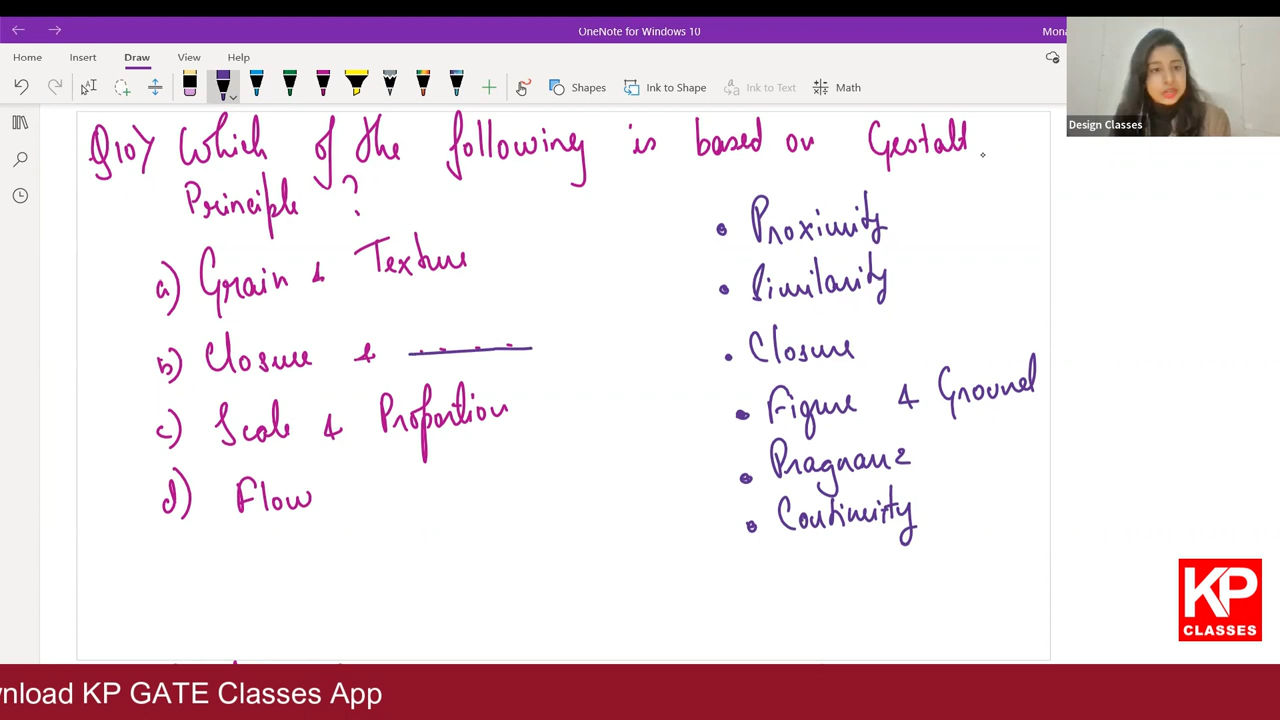 OneNote for Windows 10
Mona
Home Insert Draw View Help
Shapes Ink to Shape Ink to Text Math
Design Classes
Q10> Which of the following is based on Gestalt
Principle ?
a) Grain & Texture
b) Closure &
c) Scale & Proportion
d) Flow
• Proximity
• Similarity
• Closure
• Figure & Ground
• Pragnanz
• Continuity
KP
CLASSES
wnload KP GATE Classes App